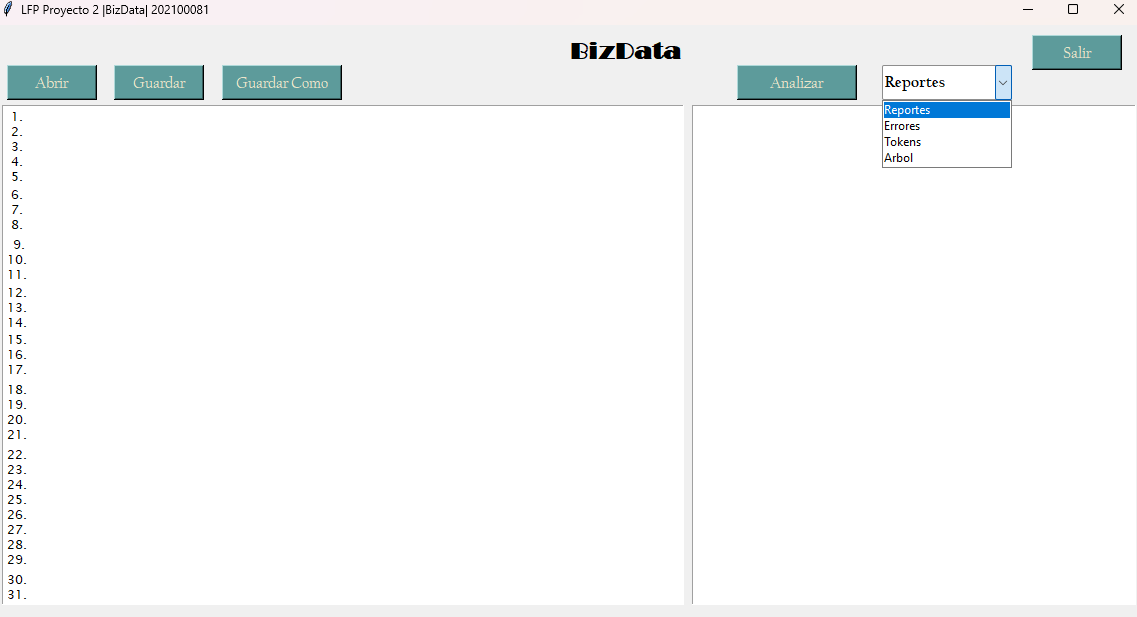 LFP Proyecto 2 |BizData| 202100081
BizData
Salir
Abrir
Guardar
Guardar Como
Analizar
Reportes
Reportes
Errores
Tokens
Arbol
1.
2.
3.
4.
5.
6.
7.
8.
9.
10.
11.
12.
13.
14.
15.
16.
17.
18.
19.
20.
21.
22.
23.
24.
25.
26.
27.
28.
29.
30.
31.